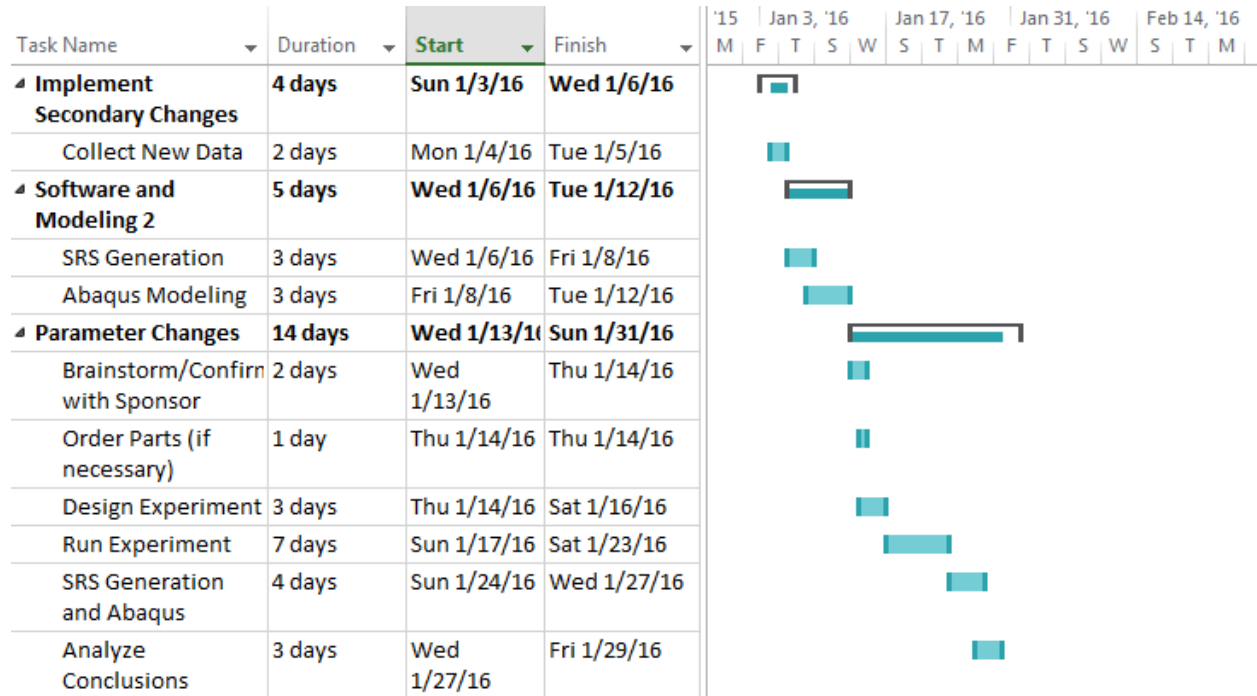 '15 Jan 3, '16 Jan 17, '16 Jan 31, '16 Feb 14, '16
Task Name Duration Start Finish M F T S W S T M F T S W S T M
Implement 4 days Sun 1/3/16 Wed 1/6/16
Secondary Changes
Collect New Data 2 days Mon 1/4/16 Tue 1/5/16
Software and 5 days Wed 1/6/16 Tue 1/12/16
Modeling 2
SRS Generation 3 days Wed 1/6/16 Fri 1/8/16
Abaqus Modeling 3 days Fri 1/8/16 Tue 1/12/16
Parameter Changes 14 days Wed 1/13/1( Sun 1/31/16
Brainstorm/Confirn 2 days Wed Thu 1/14/16
with Sponsor 1/13/16
Order Parts (if 1 day Thu 1/14/16 Thu 1/14/16
necessary)
Design Experiment 3 days Thu 1/14/16 Sat 1/16/16
Run Experiment 7 days Sun 1/17/16 Sat 1/23/16
SRS Generation 4 days Sun 1/24/16 Wed 1/27/16
and Abaqus
Analyze 3 days Wed Fri 1/29/16
Conclusions 1/27/16